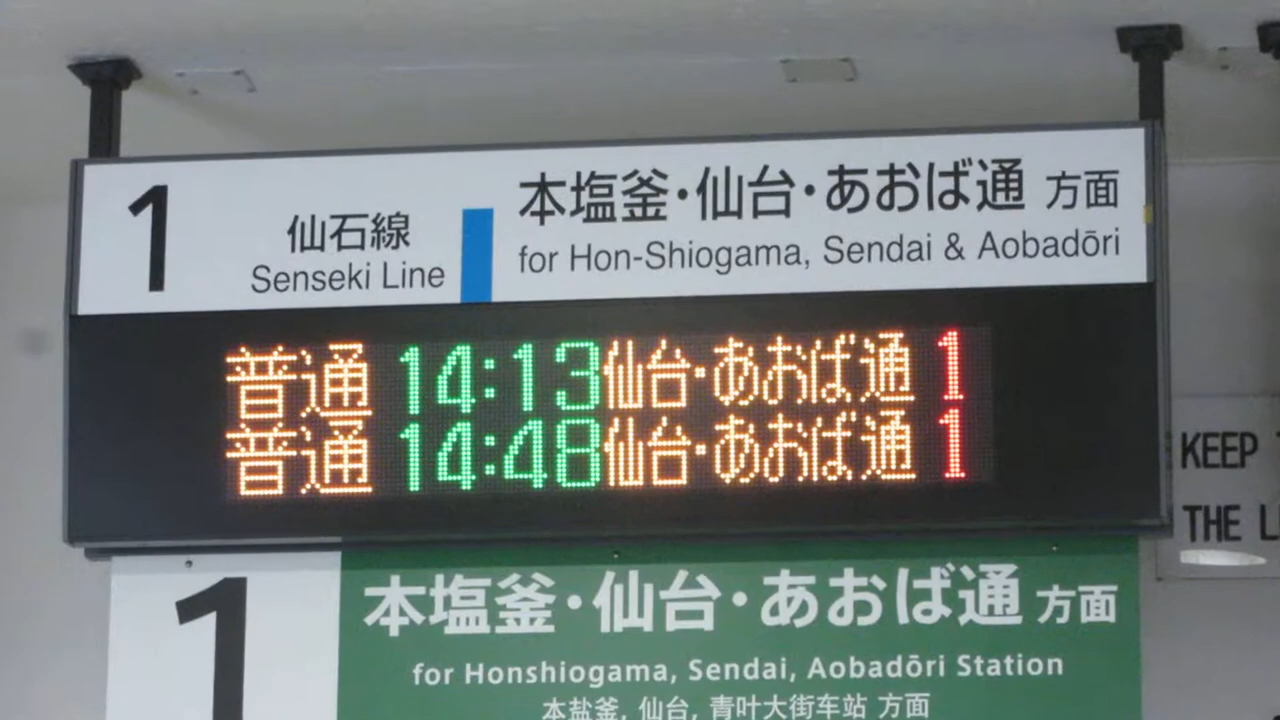 1
仙石線
Senseki Line
本塩釜・仙台・あおば通 方面
for Hon-Shiogama, Sendai & Aobadōri
普通 14:13 仙台・あおば通 1
普通 14:48 仙台・あおば通 1
KEEP
THE L
1
本塩釜・仙台・あおば通 方面
for Honshiogama, Sendai, Aobadōri Station
本盐釜, 仙台, 青叶大街车站 方面